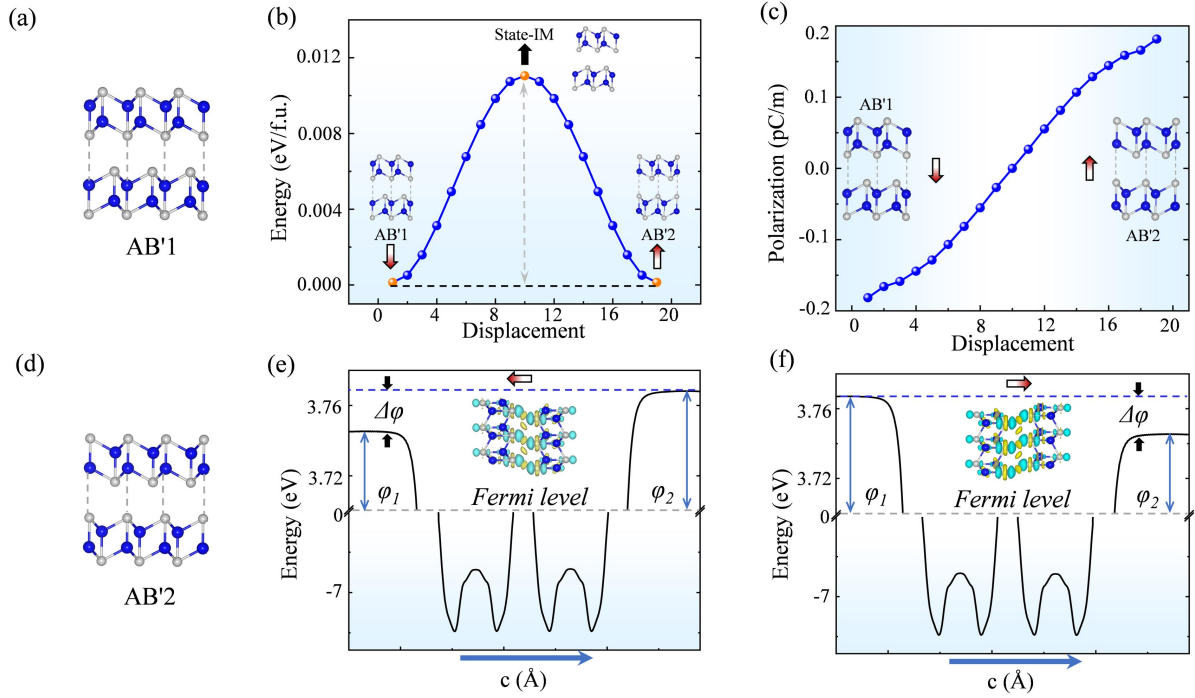 (a)
AB'1
(b)
State-IM
AB'1
AB'2
0.012
0.008
0.004
0.000
Energy (eV/f.u.)
0
4
8
12
16
20
Displacement
(c)
AB'1
AB'2
0.2
0.1
0.0
-0.1
-0.2
Polarization (pC/m)
0
4
8
12
16
20
Displacement
(d)
AB'2
(e)
3.76
3.72
0
-7
Energy (eV)
Δφ
φ1
Fermi level
φ2
c (Å)
(f)
3.76
3.72
0
-7
Energy (eV)
Δφ
φ1
Fermi level
φ2
c (Å)